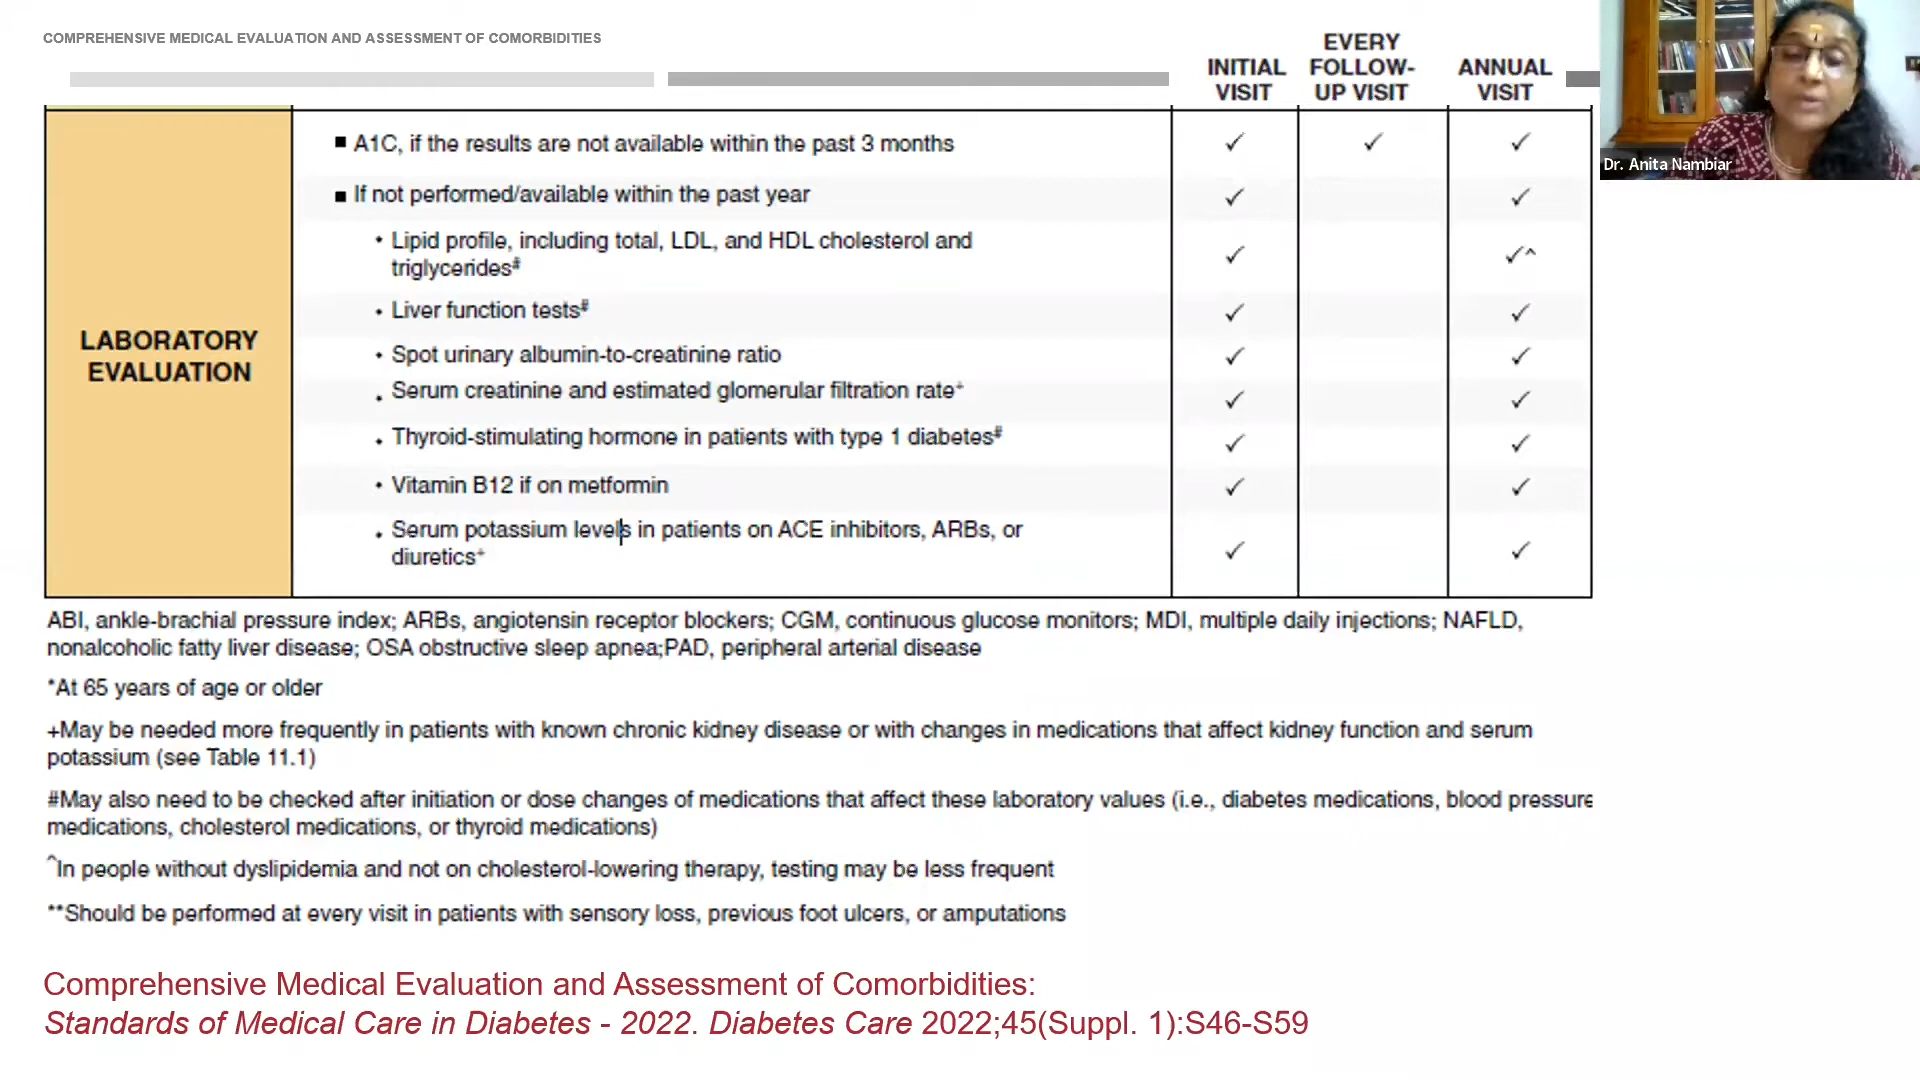 COMPREHENSIVE MEDICAL EVALUATION AND ASSESSMENT OF COMORBIDITIES
INITIAL VISIT
EVERY FOLLOW-UP VISIT
ANNUAL VISIT
Dr. Anita Nambiar
LABORATORY
EVALUATION
■ A1C, if the results are not available within the past 3 months ✓ ✓ ✓
■ If not performed/available within the past year ✓ ✓
• Lipid profile, including total, LDL, and HDL cholesterol and
triglycerides# ✓ ✓^
• Liver function tests# ✓ ✓
• Spot urinary albumin-to-creatinine ratio ✓ ✓
• Serum creatinine and estimated glomerular filtration rate+ ✓ ✓
• Thyroid-stimulating hormone in patients with type 1 diabetes# ✓ ✓
• Vitamin B12 if on metformin ✓ ✓
• Serum potassium levels in patients on ACE inhibitors, ARBs, or
diuretics+ ✓ ✓
ABI, ankle-brachial pressure index; ARBs, angiotensin receptor blockers; CGM, continuous glucose monitors; MDI, multiple daily injections; NAFLD,
nonalcoholic fatty liver disease; OSA obstructive sleep apnea;PAD, peripheral arterial disease
*At 65 years of age or older
+May be needed more frequently in patients with known chronic kidney disease or with changes in medications that affect kidney function and serum
potassium (see Table 11.1)
#May also need to be checked after initiation or dose changes of medications that affect these laboratory values (i.e., diabetes medications, blood pressure
medications, cholesterol medications, or thyroid medications)
^In people without dyslipidemia and not on cholesterol-lowering therapy, testing may be less frequent
**Should be performed at every visit in patients with sensory loss, previous foot ulcers, or amputations
Comprehensive Medical Evaluation and Assessment of Comorbidities:
Standards of Medical Care in Diabetes - 2022. Diabetes Care 2022;45(Suppl. 1):S46-S59